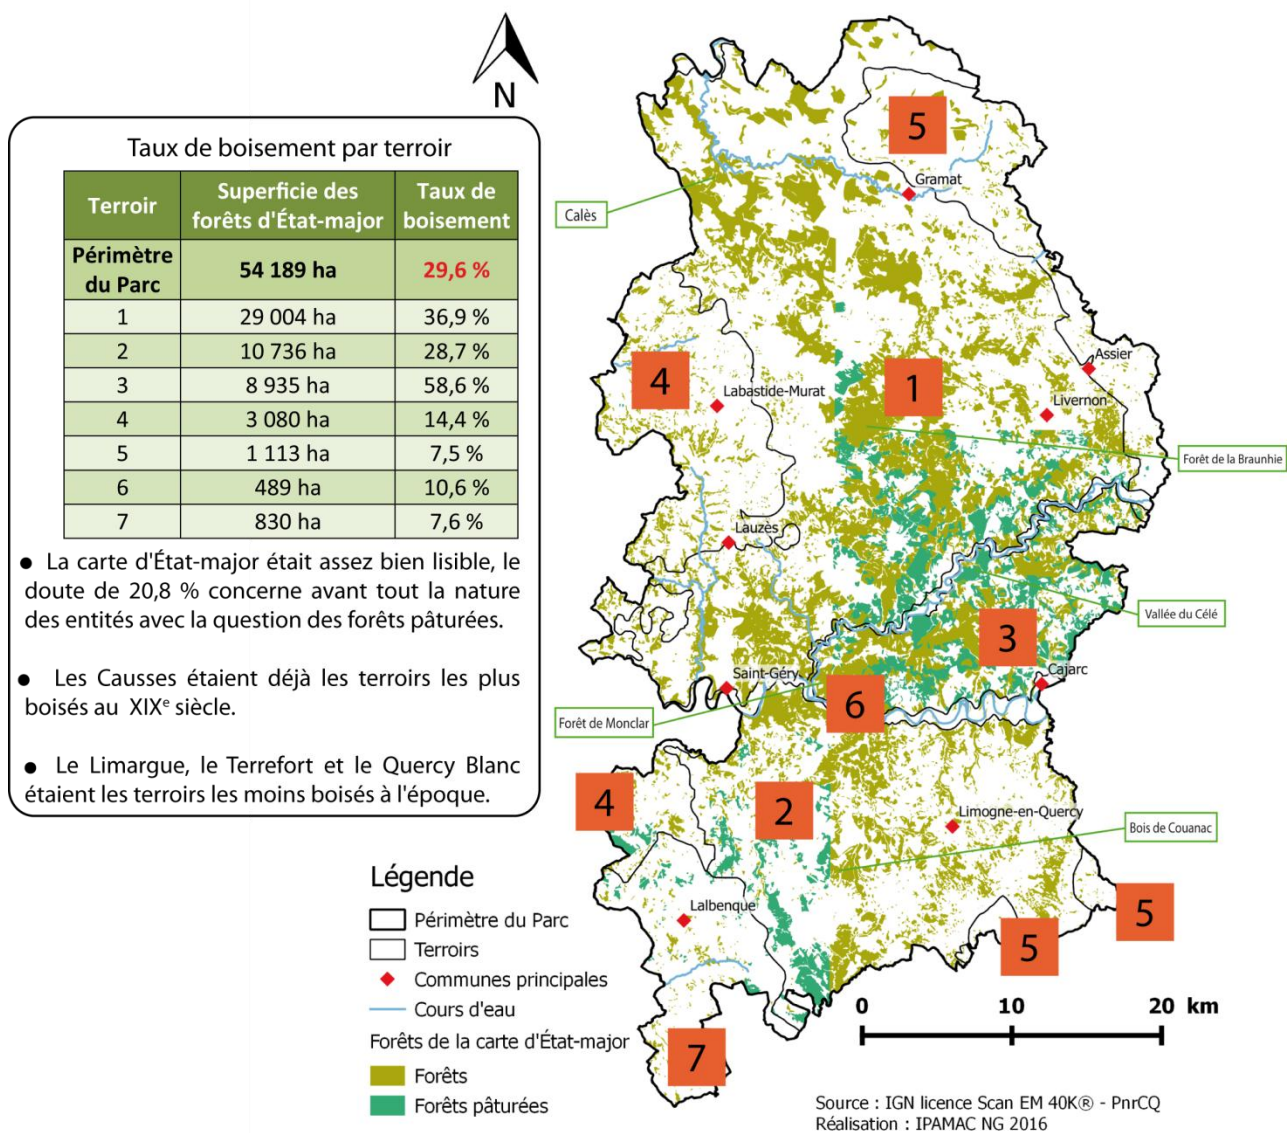 N
Taux de boisement par terroir
Terroir
Superficie des
forêts d'État-major
Taux de
boisement
Périmètre
du Parc
54 189 ha
29,6 %
1 29 004 ha 36,9 %
2 10 736 ha 28,7 %
3 8 935 ha 58,6 %
4 3 080 ha 14,4 %
5 1 113 ha 7,5 %
6 489 ha 10,6 %
7 830 ha 7,6 %
● La carte d'État-major était assez bien lisible, le
doute de 20,8 % concerne avant tout la nature
des entités avec la question des forêts pâturées.
● Les Causses étaient déjà les terroirs les plus
boisés au XIXe siècle.
● Le Limargue, le Terrefort et le Quercy Blanc
étaient les terroirs les moins boisés à l'époque.
5
Gramat
Calès
Assier
4
Labastide-Murat
1
Livernon
Forêt de la Braunhie
Lauzès
Vallée du Célé
3
Saint-Géry
Cajarc
6
Forêt de Monclar
4
2
Limogne-en-Quercy
Bois de Couanac
Lalbenque
5
5
7
0 10 20 km
Légende
Périmètre du Parc
Terroirs
Communes principales
Cours d'eau
Forêts de la carte d'État-major
Forêts
Forêts pâturées
Source : IGN licence Scan EM 40K® - PnrCQ
Réalisation : IPAMAC NG 2016